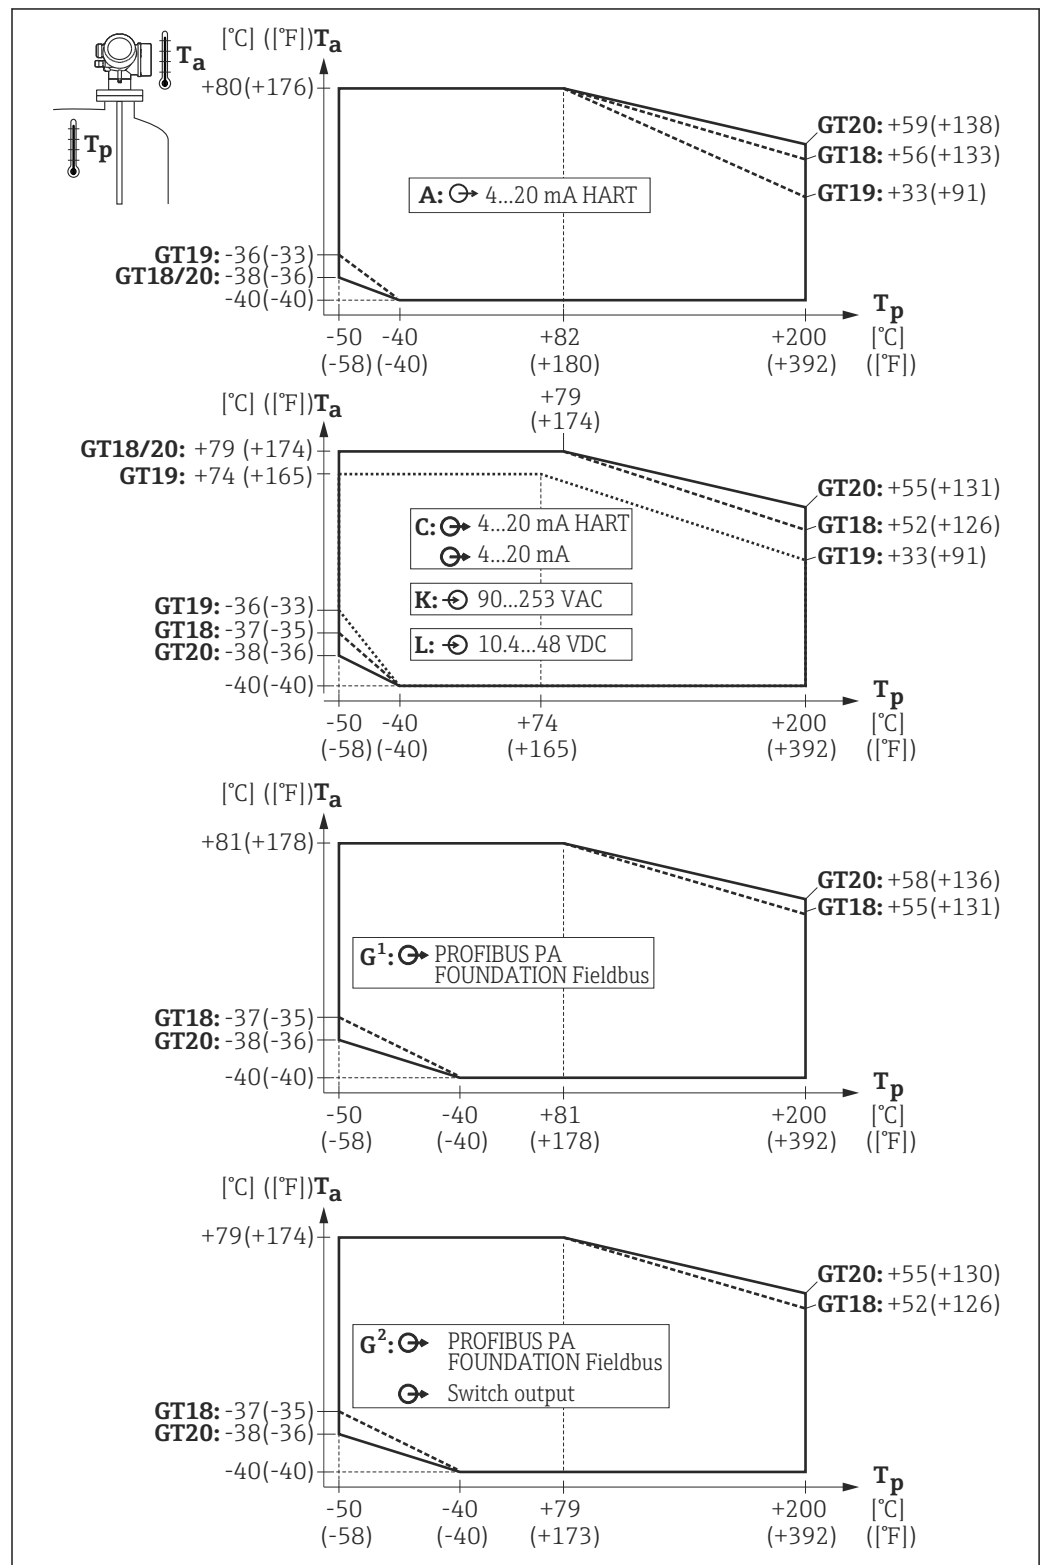 [°C] ([°F]) Ta
Ta
Tp
+80(+176)
GT20: +59(+138)
GT18: +56(+133)
GT19: +33(+91)
A: 4...20 mA HART
GT19: -36(-33)
GT18/20: -38(-36)
-40(-40)
Tp
-50 -40 +82 +200 [°C]
(-58) (-40) (+180) (+392) ([°F])
[°C] ([°F]) Ta
+79
(+174)
GT18/20: +79 (+174)
GT19: +74 (+165)
GT20: +55(+131)
GT18: +52(+126)
GT19: +33(+91)
C: 4...20 mA HART
4...20 mA
K: 90...253 VAC
L: 10.4...48 VDC
GT19: -36(-33)
GT18: -37(-35)
GT20: -38(-36)
-40(-40)
Tp
-50 -40 +74 +200 [°C]
(-58) (-40) (+165) (+392) ([°F])
[°C] ([°F]) Ta
+81(+178)
GT20: +58(+136)
GT18: +55(+131)
G1: PROFIBUS PA
FOUNDATION Fieldbus
GT18: -37(-35)
GT20: -38(-36)
-40(-40)
Tp
-50 -40 +81 +200 [°C]
(-58) (-40) (+178) (+392) ([°F])
[°C] ([°F]) Ta
+79(+174)
GT20: +55(+130)
GT18: +52(+126)
G2: PROFIBUS PA
FOUNDATION Fieldbus
Switch output
GT18: -37(-35)
GT20: -38(-36)
-40(-40)
Tp
-50 -40 +79 +200 [°C]
(-58) (-40) (+173) (+392) ([°F])